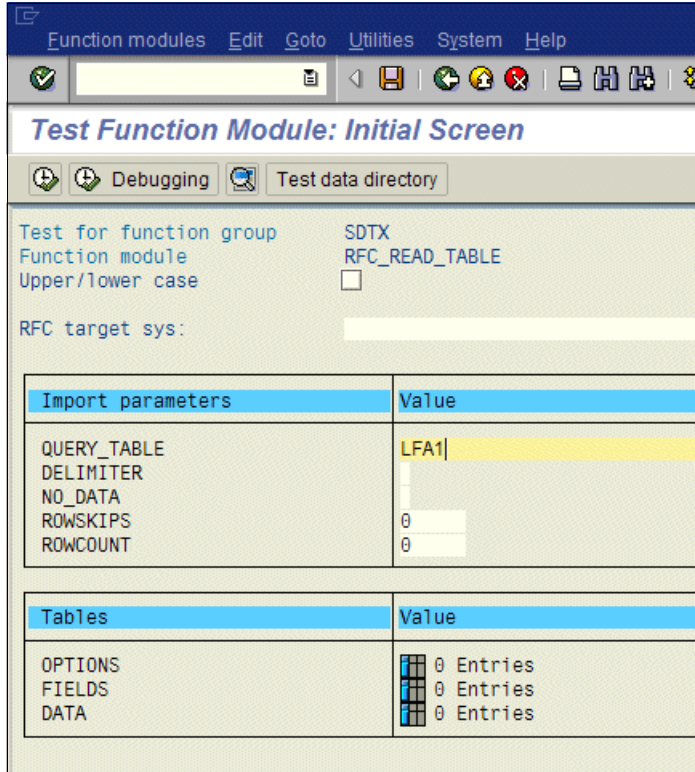 Function modules Edit Goto Utilities System Help
Test Function Module: Initial Screen
Debugging Test data directory
Test for function group SDTX
Function module RFC_READ_TABLE
Upper/lower case
RFC target sys:
Import parameters Value
QUERY_TABLE LFA1
DELIMITER
NO_DATA
ROWSKIPS 0
ROWCOUNT 0
Tables Value
OPTIONS 0 Entries
FIELDS 0 Entries
DATA 0 Entries